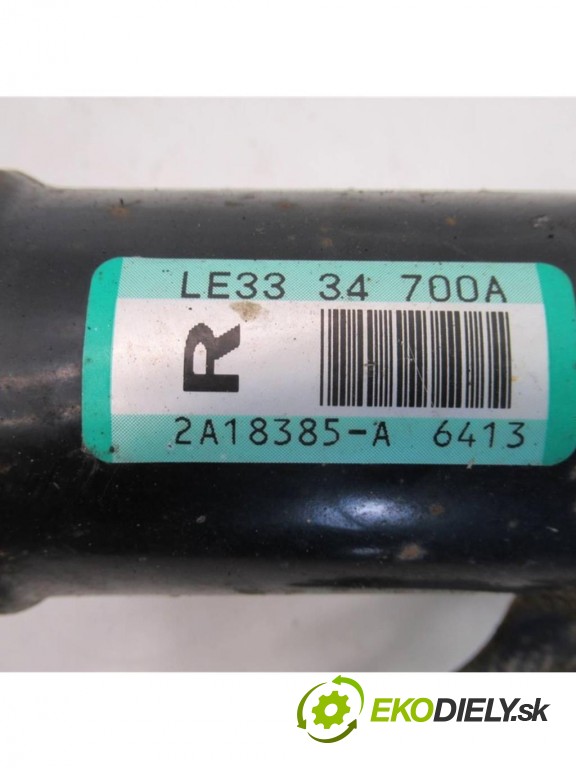 LE33 34 700A
R
2A18385-A 6413
EKODIELY.sk